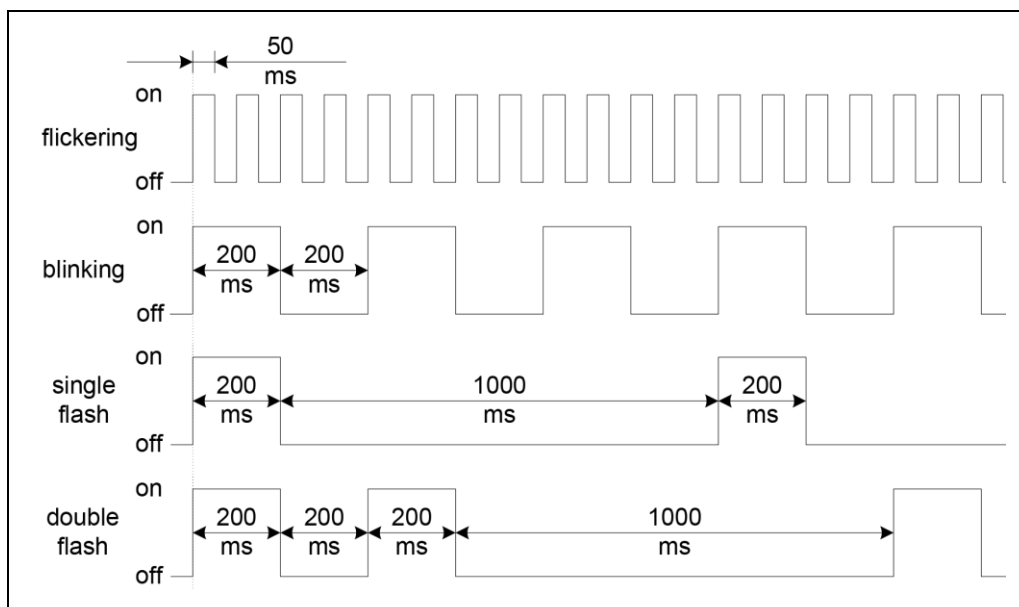 50
ms
on
flickering
off
on
200 200
blinking
ms ms
off
on
200 1000 200
single
flash
ms ms ms
off
on
200 200 200 1000
double
flash
ms ms ms ms
off